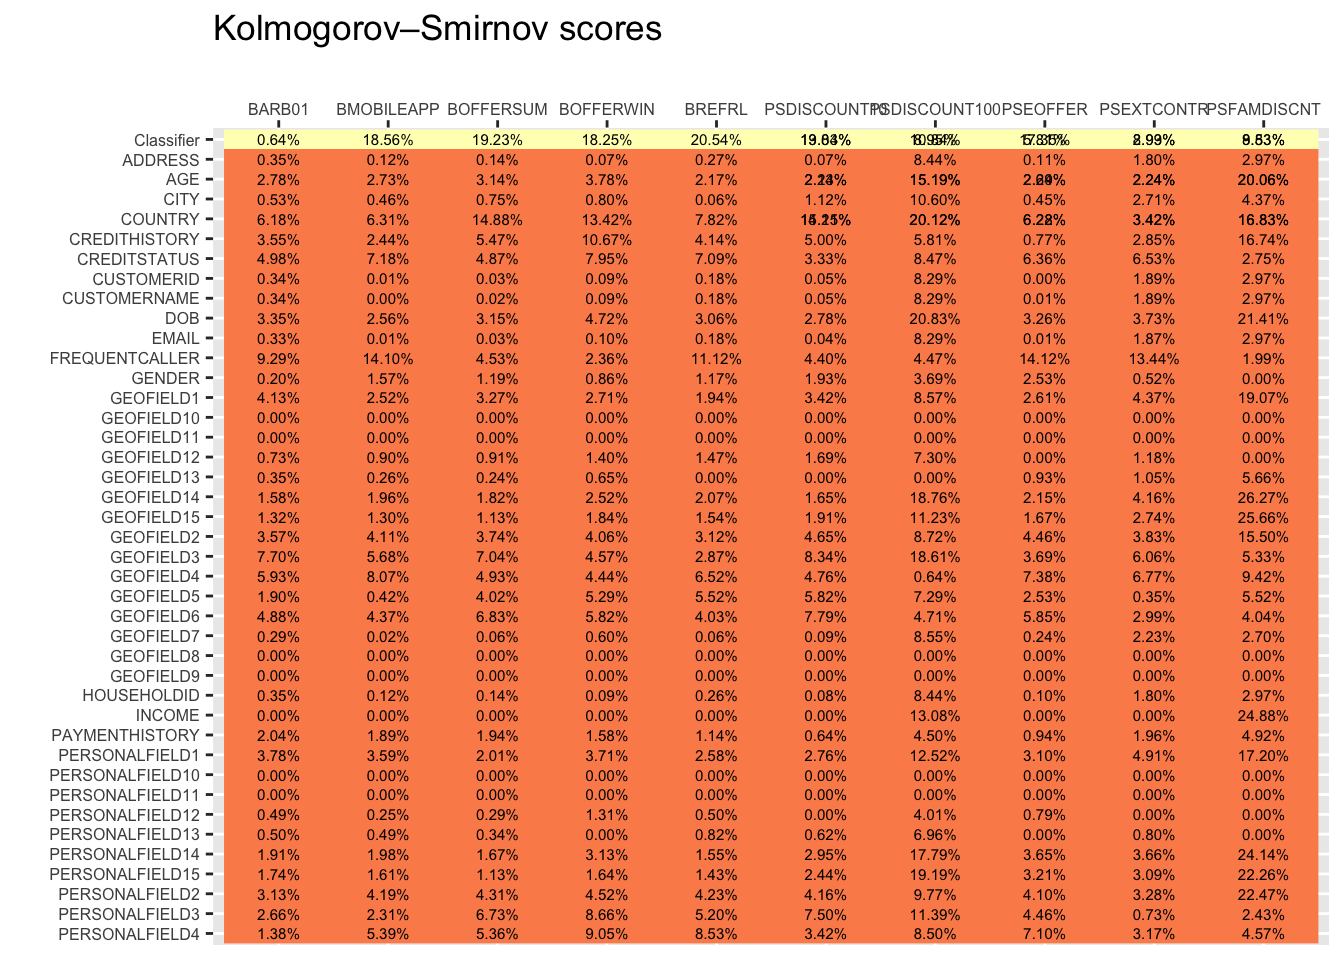 Kolmogorov–Smirnov scores
BARB01 BMOBILEAPP BOFFERSUM BOFFERWIN BREFRL PSDISCOUNT100 PSEOFFER PSEXTCONTR PSFAMDISCNT
Classifier 0.64% 18.56% 19.23% 18.25% 20.54%
ADDRESS 0.35% 0.12% 0.14% 0.07% 0.27% 0.07% 8.44% 0.11% 1.80% 2.97%
AGE 2.78% 2.73% 3.14% 3.78% 2.17% 15.19% 2.24% 20.06%
CITY 0.53% 0.46% 0.75% 0.80% 0.06% 1.12% 10.60% 0.45% 2.71% 4.37%
COUNTRY 6.18% 6.31% 14.88% 13.42% 7.82% 20.12% 3.42% 16.83%
CREDITHISTORY 3.55% 2.44% 5.47% 10.67% 4.14% 5.00% 5.81% 0.77% 2.85% 16.74%
CREDITSTATUS 4.98% 7.18% 4.87% 7.95% 7.09% 3.33% 8.47% 6.36% 6.53% 2.75%
CUSTOMERID 0.34% 0.01% 0.03% 0.09% 0.18% 0.05% 8.29% 0.00% 1.89% 2.97%
CUSTOMERNAME 0.34% 0.00% 0.02% 0.09% 0.18% 0.05% 8.29% 0.01% 1.89% 2.97%
DOB 3.35% 2.56% 3.15% 4.72% 3.06% 2.78% 20.83% 3.26% 3.73% 21.41%
EMAIL 0.33% 0.01% 0.03% 0.10% 0.18% 0.04% 8.29% 0.01% 1.87% 2.97%
FREQUENTCALLER 9.29% 14.10% 4.53% 2.36% 11.12% 4.40% 4.47% 14.12% 13.44% 1.99%
GENDER 0.20% 1.57% 1.19% 0.86% 1.17% 1.93% 3.69% 2.53% 0.52% 0.00%
GEOFIELD1 4.13% 2.52% 3.27% 2.71% 1.94% 3.42% 8.57% 2.61% 4.37% 19.07%
GEOFIELD10 0.00% 0.00% 0.00% 0.00% 0.00% 0.00% 0.00% 0.00% 0.00% 0.00%
GEOFIELD11 0.00% 0.00% 0.00% 0.00% 0.00% 0.00% 0.00% 0.00% 0.00% 0.00%
GEOFIELD12 0.73% 0.90% 0.91% 1.40% 1.47% 1.69% 7.30% 0.00% 1.18% 0.00%
GEOFIELD13 0.35% 0.26% 0.24% 0.65% 0.00% 0.00% 0.00% 0.93% 1.05% 5.66%
GEOFIELD14 1.58% 1.96% 1.82% 2.52% 2.07% 1.65% 18.76% 2.15% 4.16% 26.27%
GEOFIELD15 1.32% 1.30% 1.13% 1.84% 1.54% 1.91% 11.23% 1.67% 2.74% 25.66%
GEOFIELD2 3.57% 4.11% 3.74% 4.06% 3.12% 4.65% 8.72% 4.46% 3.83% 15.50%
GEOFIELD3 7.70% 5.68% 7.04% 4.57% 2.87% 8.34% 18.61% 3.69% 6.06% 5.33%
GEOFIELD4 5.93% 8.07% 4.93% 4.44% 6.52% 4.76% 0.64% 7.38% 6.77% 9.42%
GEOFIELD5 1.90% 0.42% 4.02% 5.29% 5.52% 5.82% 7.29% 2.53% 0.35% 5.52%
GEOFIELD6 4.88% 4.37% 6.83% 5.82% 4.03% 7.79% 4.71% 5.85% 2.99% 4.04%
GEOFIELD7 0.29% 0.02% 0.06% 0.60% 0.06% 0.09% 8.55% 0.24% 2.23% 2.70%
GEOFIELD8 0.00% 0.00% 0.00% 0.00% 0.00% 0.00% 0.00% 0.00% 0.00% 0.00%
GEOFIELD9 0.00% 0.00% 0.00% 0.00% 0.00% 0.00% 0.00% 0.00% 0.00% 0.00%
HOUSEHOLDID 0.35% 0.12% 0.14% 0.09% 0.26% 0.08% 8.44% 0.10% 1.80% 2.97%
INCOME 0.00% 0.00% 0.00% 0.00% 0.00% 0.00% 13.08% 0.00% 0.00% 24.88%
PAYMENTHISTORY 2.04% 1.89% 1.94% 1.58% 1.14% 0.64% 4.50% 0.94% 1.96% 4.92%
PERSONALFIELD1 3.78% 3.59% 2.01% 3.71% 2.58% 2.76% 12.52% 3.10% 4.91% 17.20%
PERSONALFIELD10 0.00% 0.00% 0.00% 0.00% 0.00% 0.00% 0.00% 0.00% 0.00% 0.00%
PERSONALFIELD11 0.00% 0.00% 0.00% 0.00% 0.00% 0.00% 0.00% 0.00% 0.00% 0.00%
PERSONALFIELD12 0.49% 0.25% 0.29% 1.31% 0.50% 0.00% 4.01% 0.79% 0.00% 0.00%
PERSONALFIELD13 0.50% 0.49% 0.34% 0.00% 0.82% 0.62% 6.96% 0.00% 0.80% 0.00%
PERSONALFIELD14 1.91% 1.98% 1.67% 3.13% 1.55% 2.95% 17.79% 3.65% 3.66% 24.14%
PERSONALFIELD15 1.74% 1.61% 1.13% 1.64% 1.43% 2.44% 19.19% 3.21% 3.09% 22.26%
PERSONALFIELD2 3.13% 4.19% 4.31% 4.52% 4.23% 4.16% 9.77% 4.10% 3.28% 22.47%
PERSONALFIELD3 2.66% 2.31% 6.73% 8.66% 5.20% 7.50% 11.39% 4.46% 0.73% 2.43%
PERSONALFIELD4 1.38% 5.39% 5.36% 9.05% 8.53% 3.42% 8.50% 7.10% 3.17% 4.57%